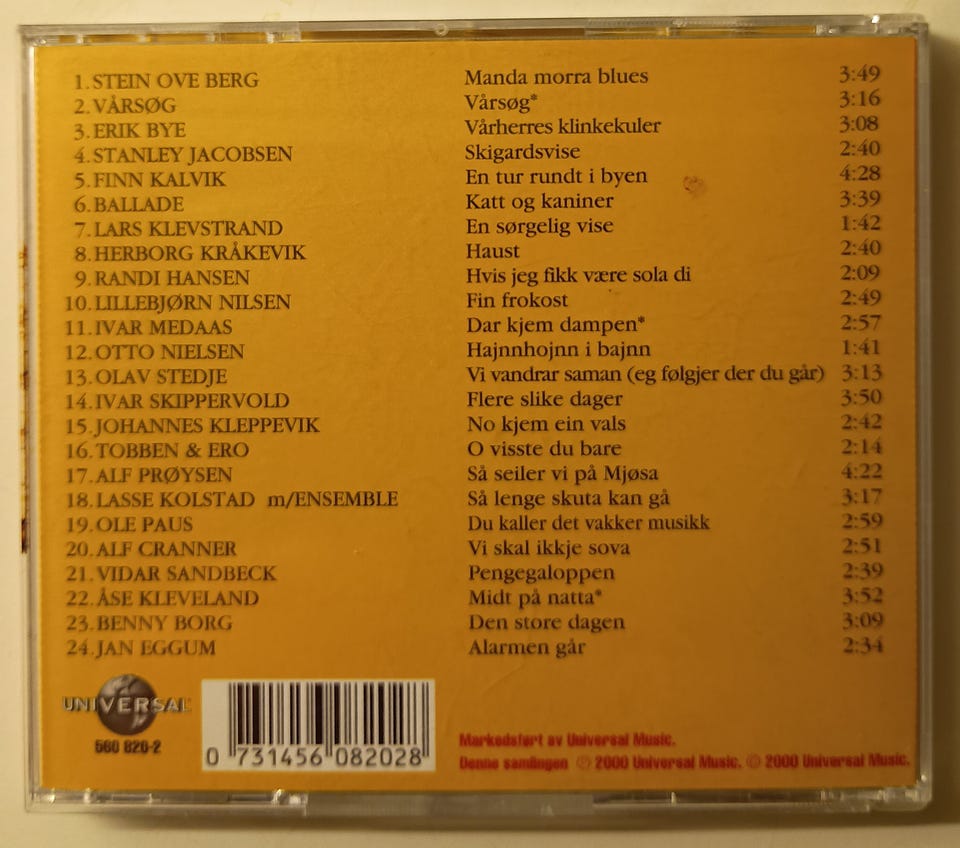 1. STEIN OVE BERG Manda morra blues 3:49
2. VÅRSØG Vårsøg* 3:16
3. ERIK BYE Vårherres klinkekuler 3:08
4. STANLEY JACOBSEN Skigardsvise 2:40
5. FINN KALVIK En tur rundt i byen 4:28
6. BALLADE Katt og kaniner 3:39
7. LARS KLEVSTRAND En sørgelig vise 1:42
8. HERBORG KRÅKEVIK Haust 2:40
9. RANDI HANSEN Hvis jeg fikk være sola di 2:09
10. LILLEBJØRN NILSEN Fin frokost 2:49
11. IVAR MEDAAS Dar kjem dampen* 2:57
12. OTTO NIELSEN Hajnnhojnn i bajnn 1:41
13. OLAV STEDJE Vi vandrar saman (eg følgjer der du går) 3:13
14. IVAR SKIPPERVOLD Flere slike dager 3:50
15. JOHANNES KLEPPEVIK No kjem ein vals 2:42
16. TOBBEN & ERO O visste du bare 2:14
17. ALF PRØYSEN Så seiler vi på Mjøsa 4:22
18. LASSE KOLSTAD m/ENSEMBLE Så lenge skuta kan gå 3:17
19. OLE PAUS Du kaller det vakker musikk 2:59
20. ALF CRANNER Vi skal ikkje sova 2:51
21. VIDAR SANDBECK Pengegaloppen 2:39
22. ÅSE KLEVELAND Midt på natta* 3:52
23. BENNY BORG Den store dagen 3:09
24. JAN EGGUM Alarmen går 2:34
UNIVERSAL
560 820-2
0 731456 082028
Markedsført av Universal Music.
Denne samlingen ℗ 2000 Universal Music. © 2000 Universal Music.